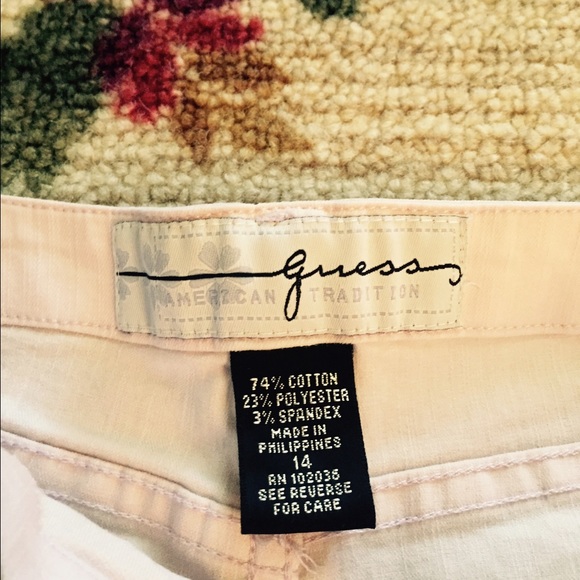 guess
AMERICAN TRADITION
74% COTTON
23% POLYESTER
3% SPANDEX
MADE IN
PHILIPPINES
14
RN 102036
SEE REVERSE
FOR CARE